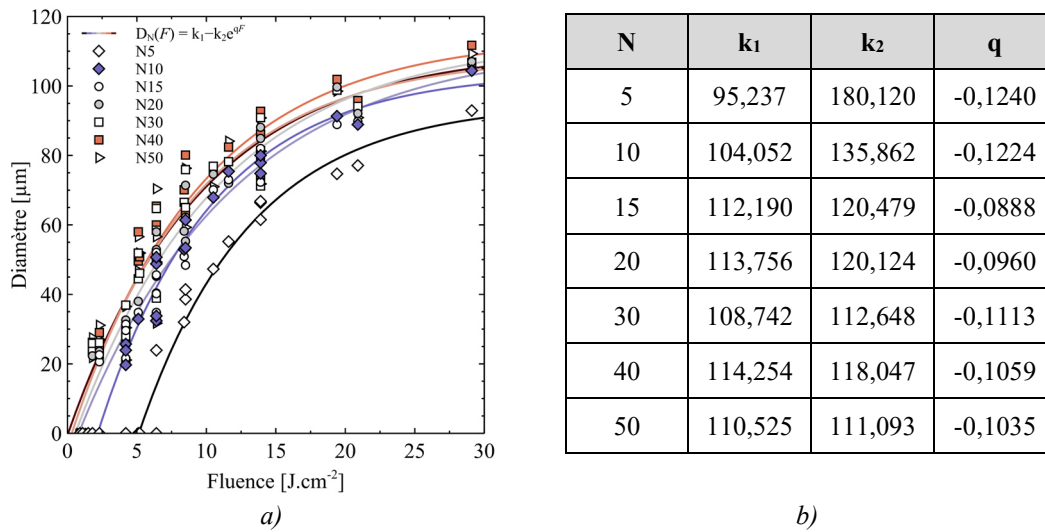 120
100
80
60
40
20
0
Diamètre [µm]
D_N(F) = k₁−k₂e^{qF}
N5
N10
N15
N20
N30
N40
N50
0 5 10 15 20 25 30
Fluence [J.cm⁻²]
a)
N k₁ k₂ q
5 95,237 180,120 -0,1240
10 104,052 135,862 -0,1224
15 112,190 120,479 -0,0888
20 113,756 120,124 -0,0960
30 108,742 112,648 -0,1113
40 114,254 118,047 -0,1059
50 110,525 111,093 -0,1035
b)